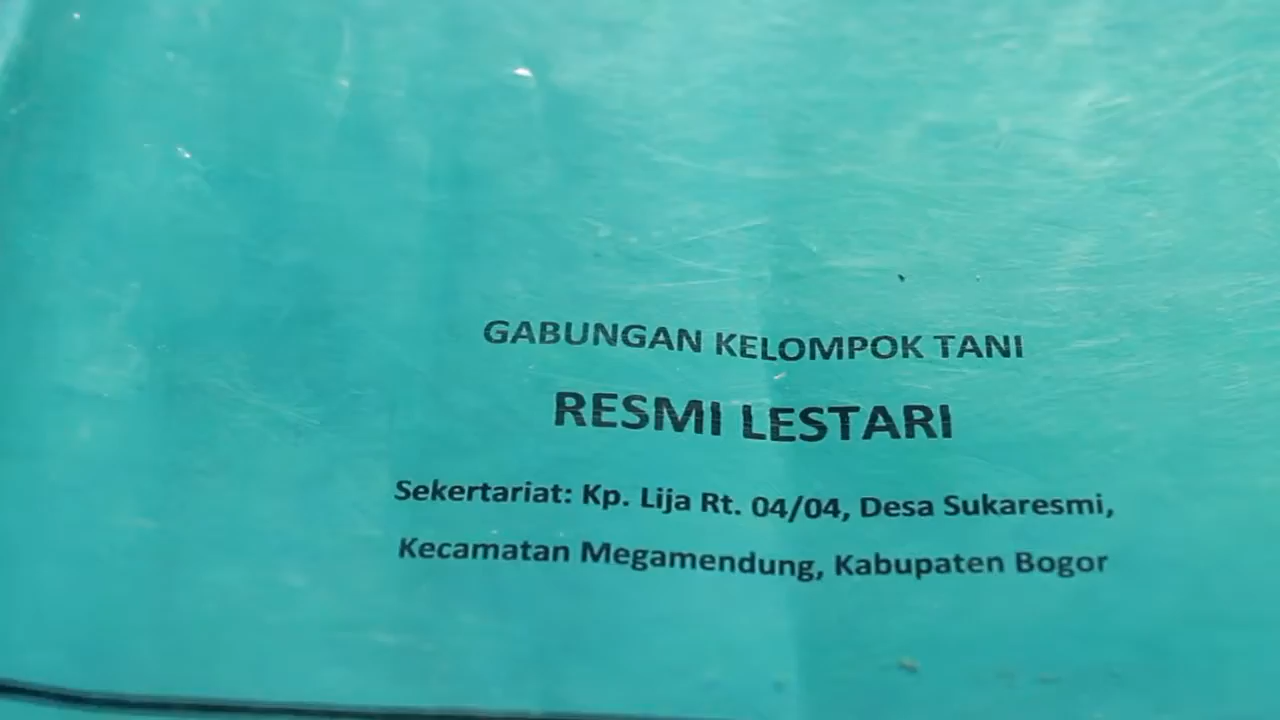 GABUNGAN KELOMPOK TANI
RESMI LESTARI
Sekertariat: Kp. Lija Rt. 04/04, Desa Sukaresmi,
Kecamatan Megamendung, Kabupaten Bogor